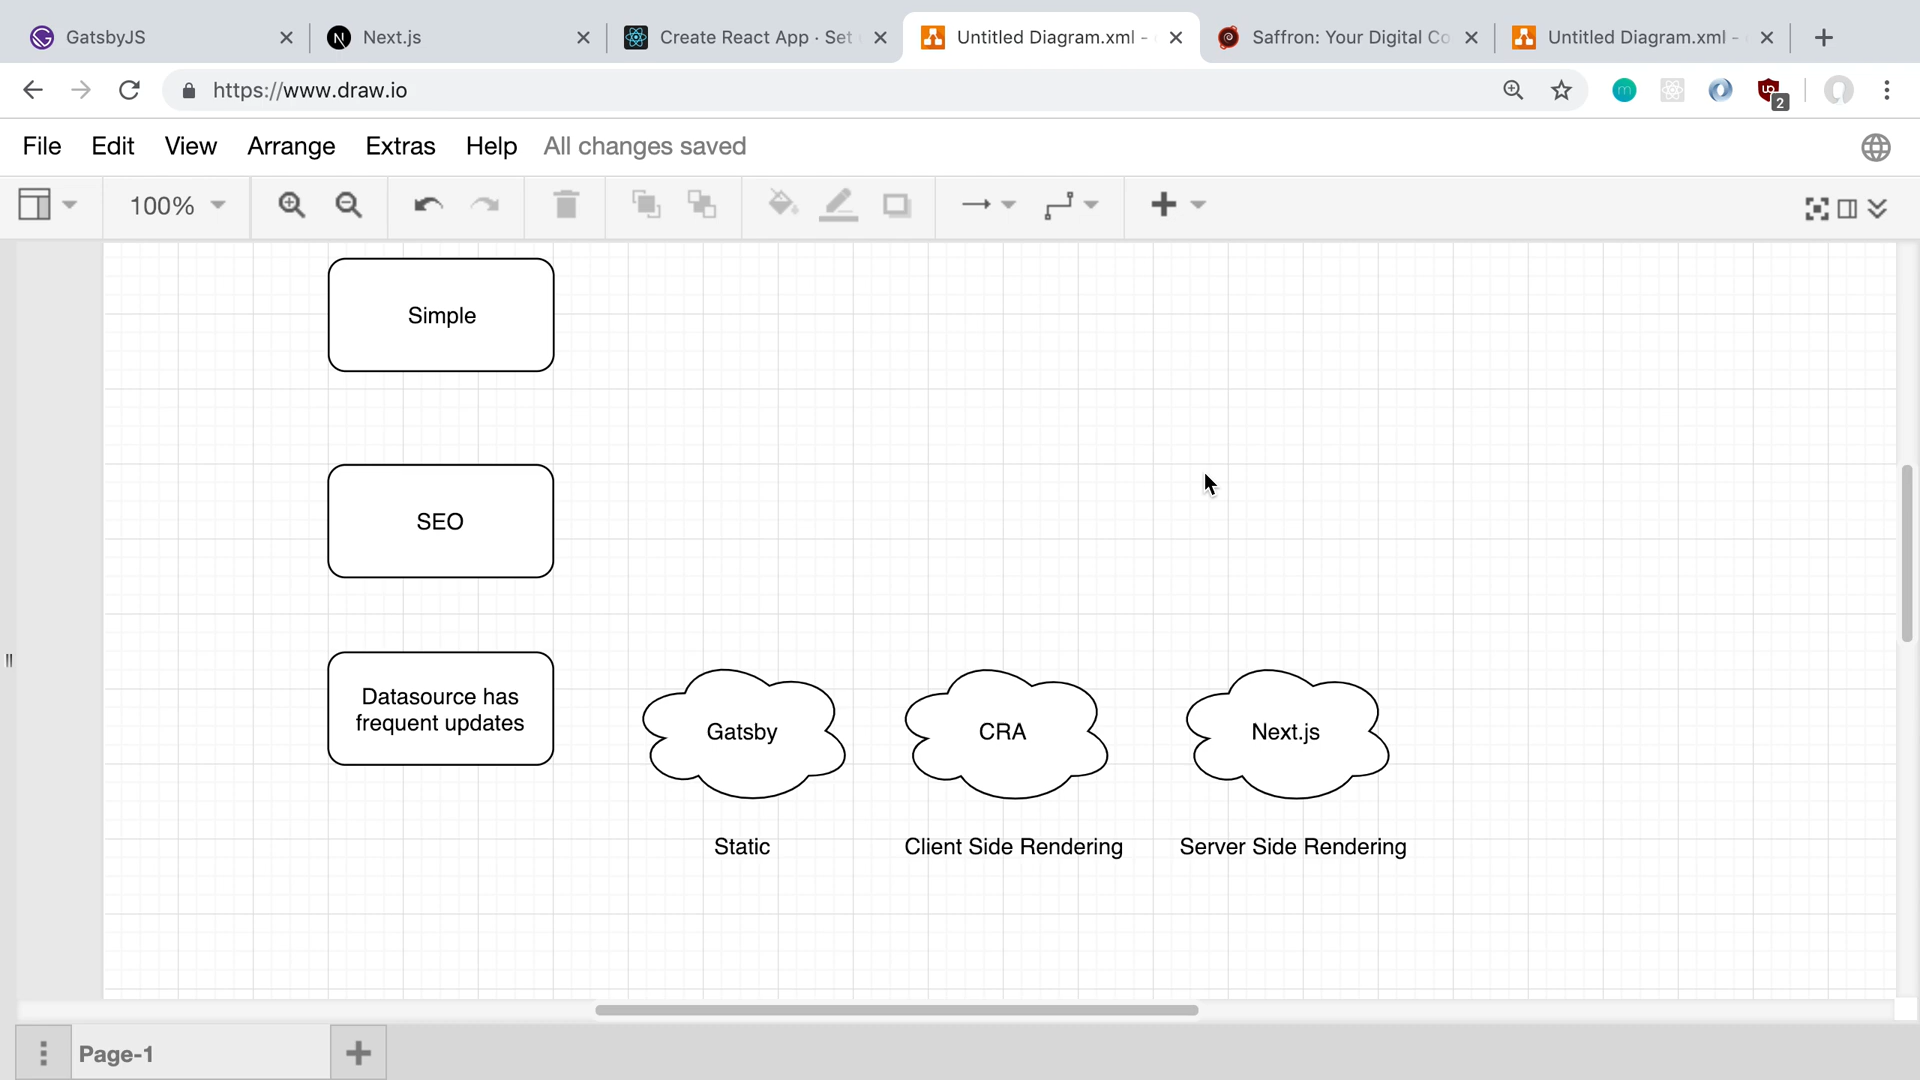 GatsbyJS
Next.js
Create React App · Set
Untitled Diagram.xml -
Saffron: Your Digital Co
Untitled Diagram.xml -
https://www.draw.io
2
File Edit View Arrange Extras Help All changes saved
100%
Simple
SEO
Datasource has
frequent updates
Gatsby
CRA
Next.js
Static
Client Side Rendering
Server Side Rendering
Page-1